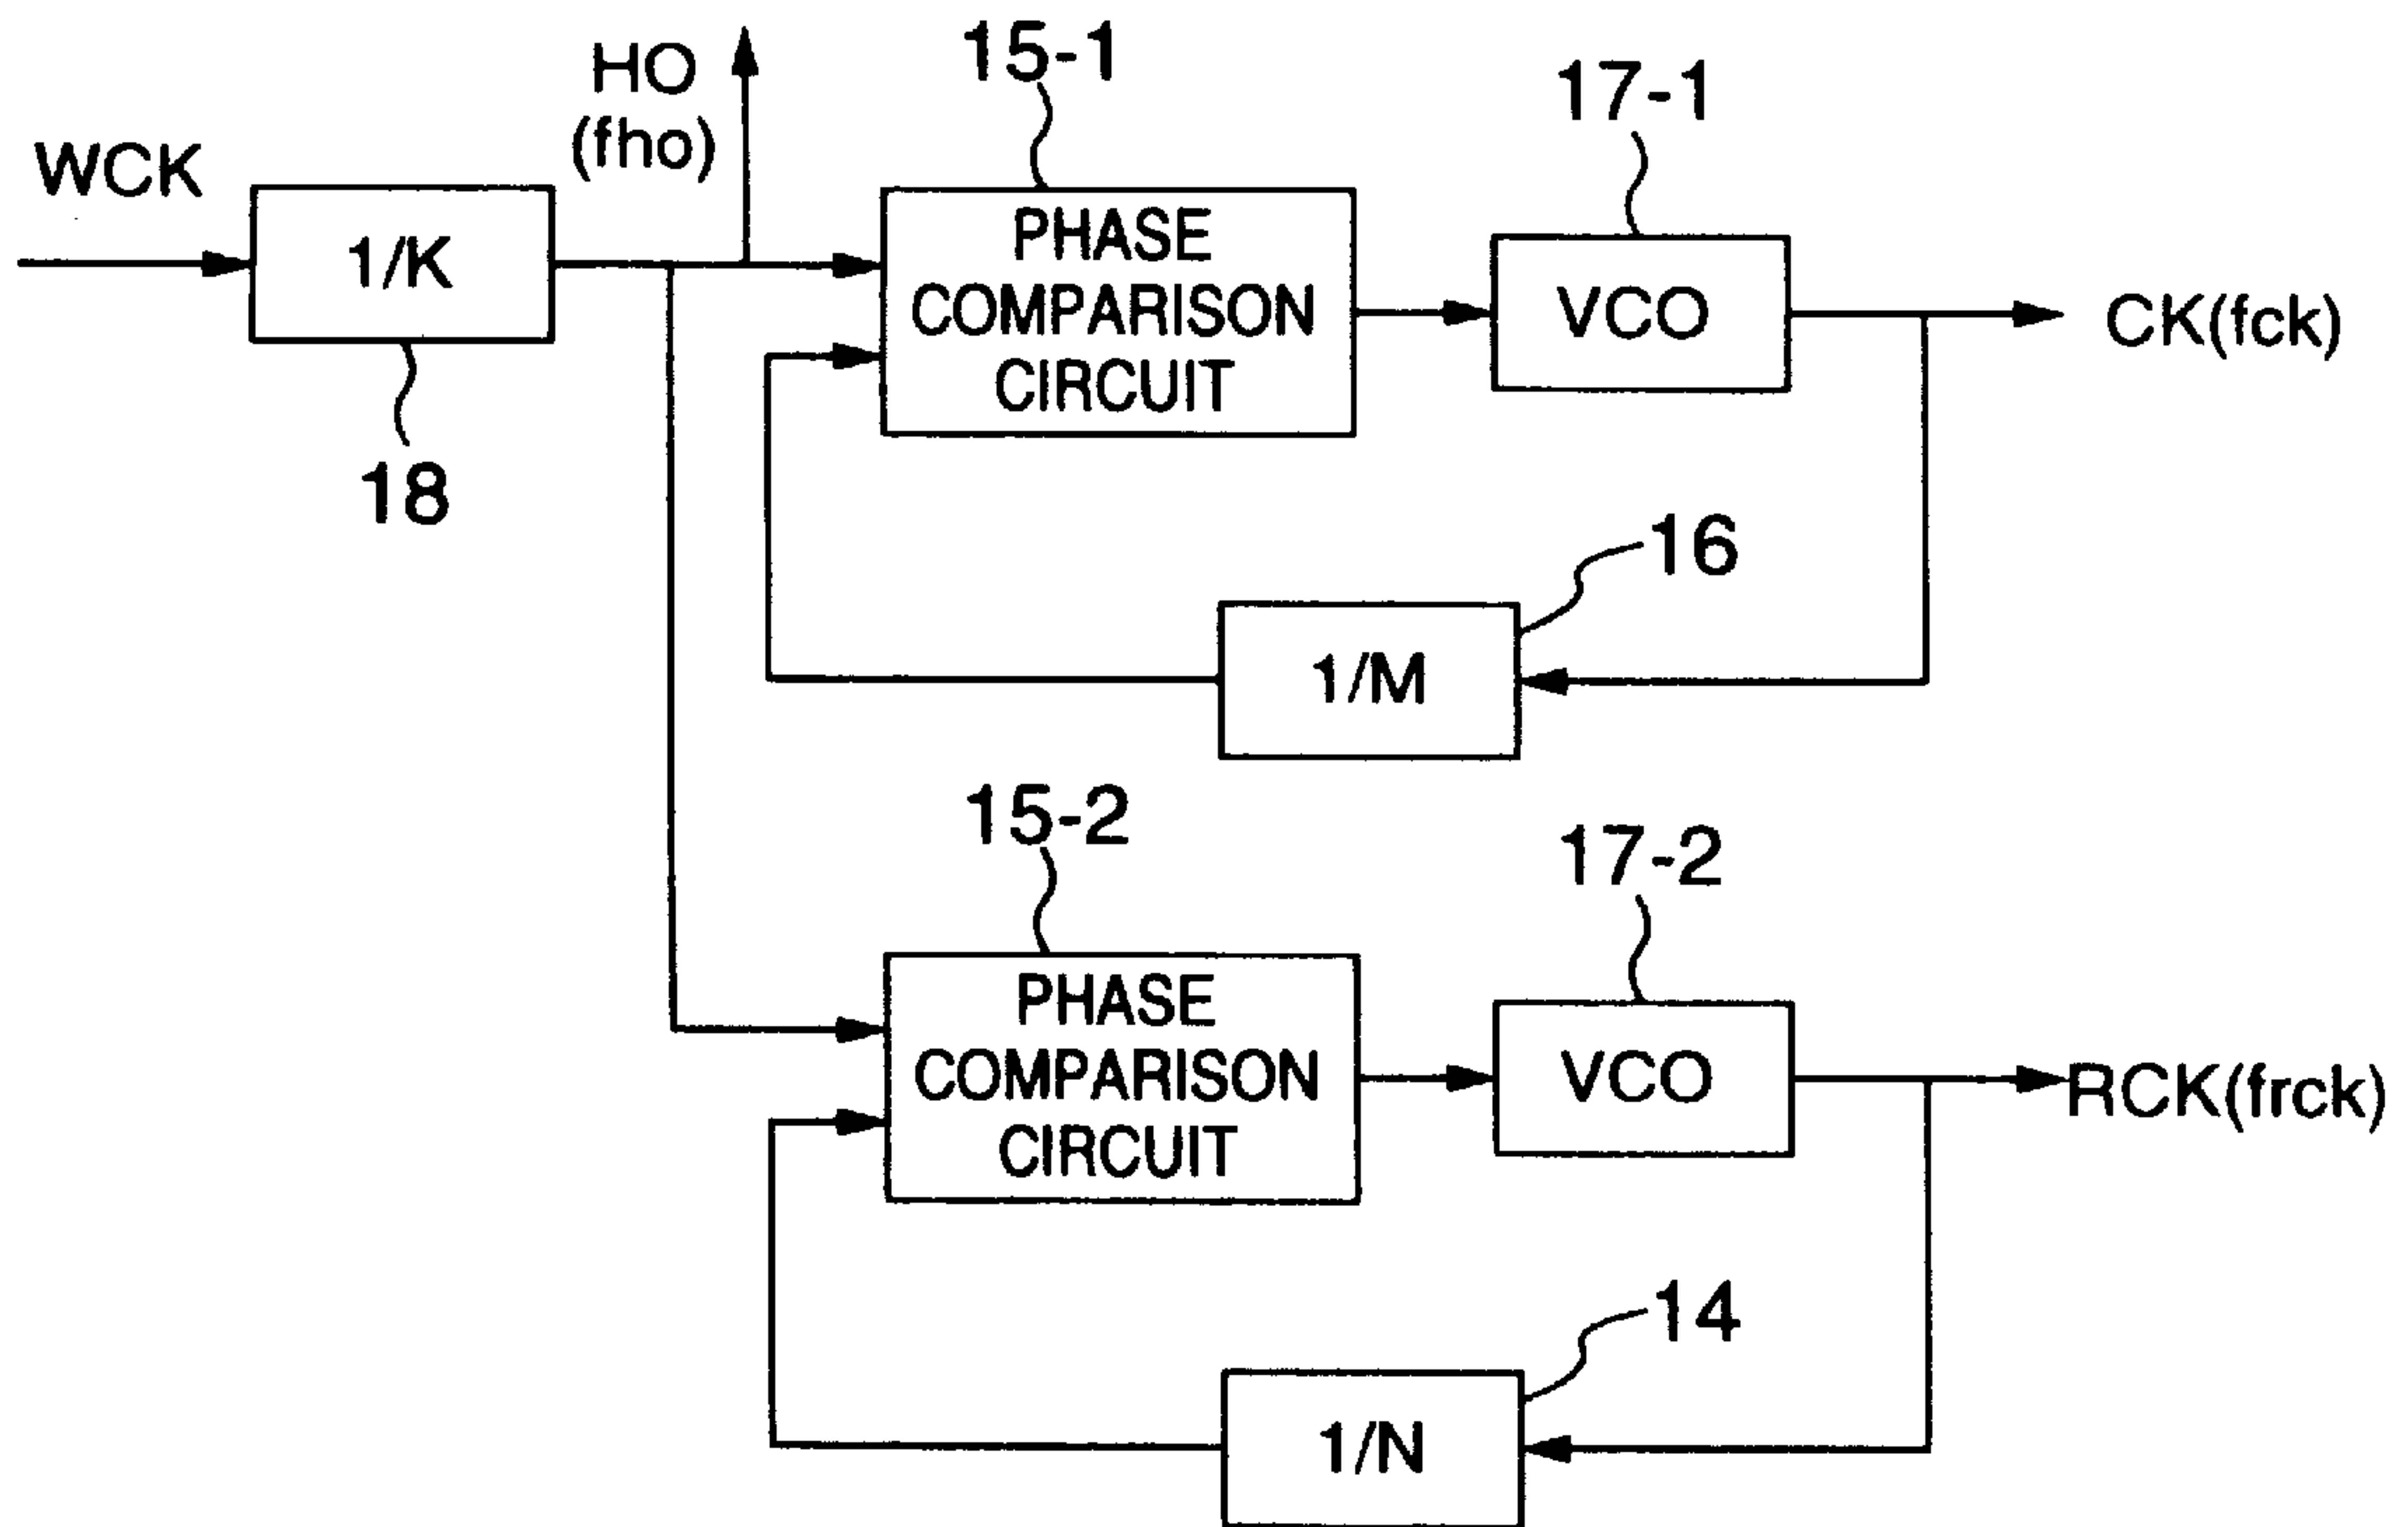 WCK
1/K
18
HO
(fho)
15-1
PHASE
COMPARISON
CIRCUIT
17-1
VCO
CK(fck)
16
1/M
15-2
PHASE
COMPARISON
CIRCUIT
17-2
VCO
RCK(frck)
14
1/N